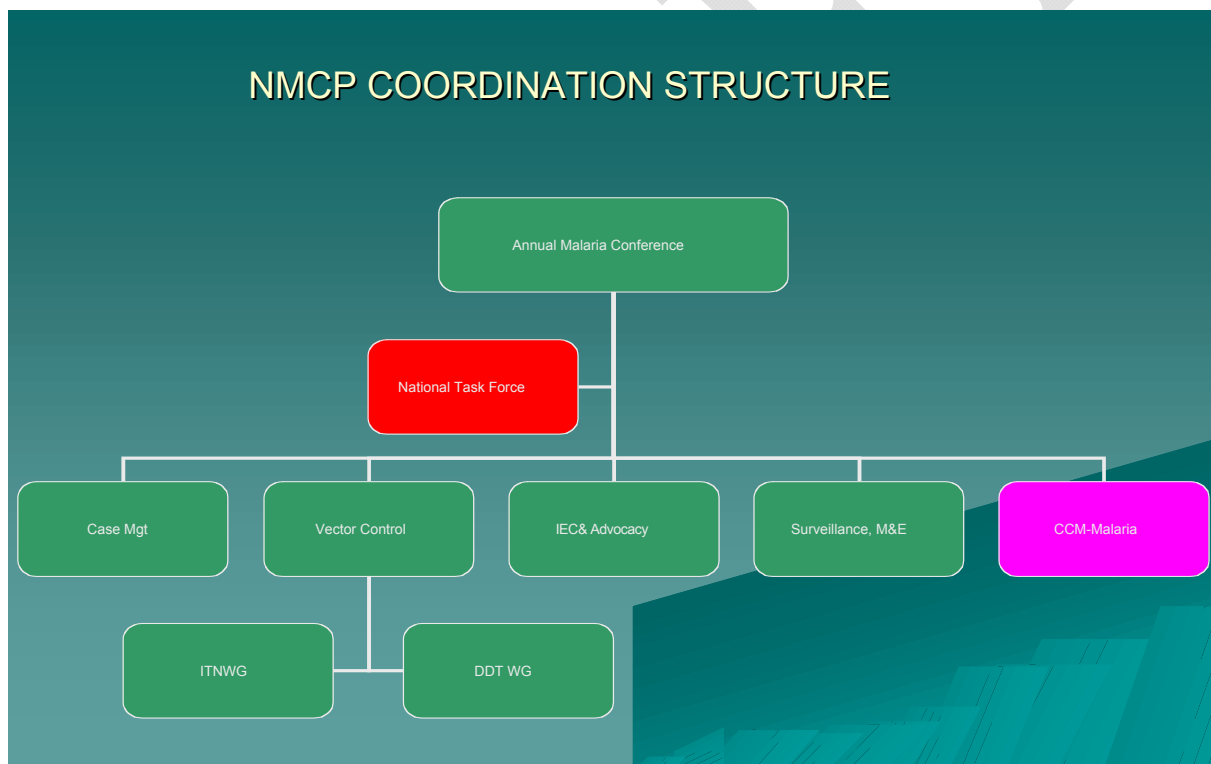 NMCP COORDINATION STRUCTURE
Annual Malaria Conference
National Task Force
Case Mgt
Vector Control
IEC& Advocacy
Surveillance, M&E
CCM-Malaria
ITNWG
DDT WG